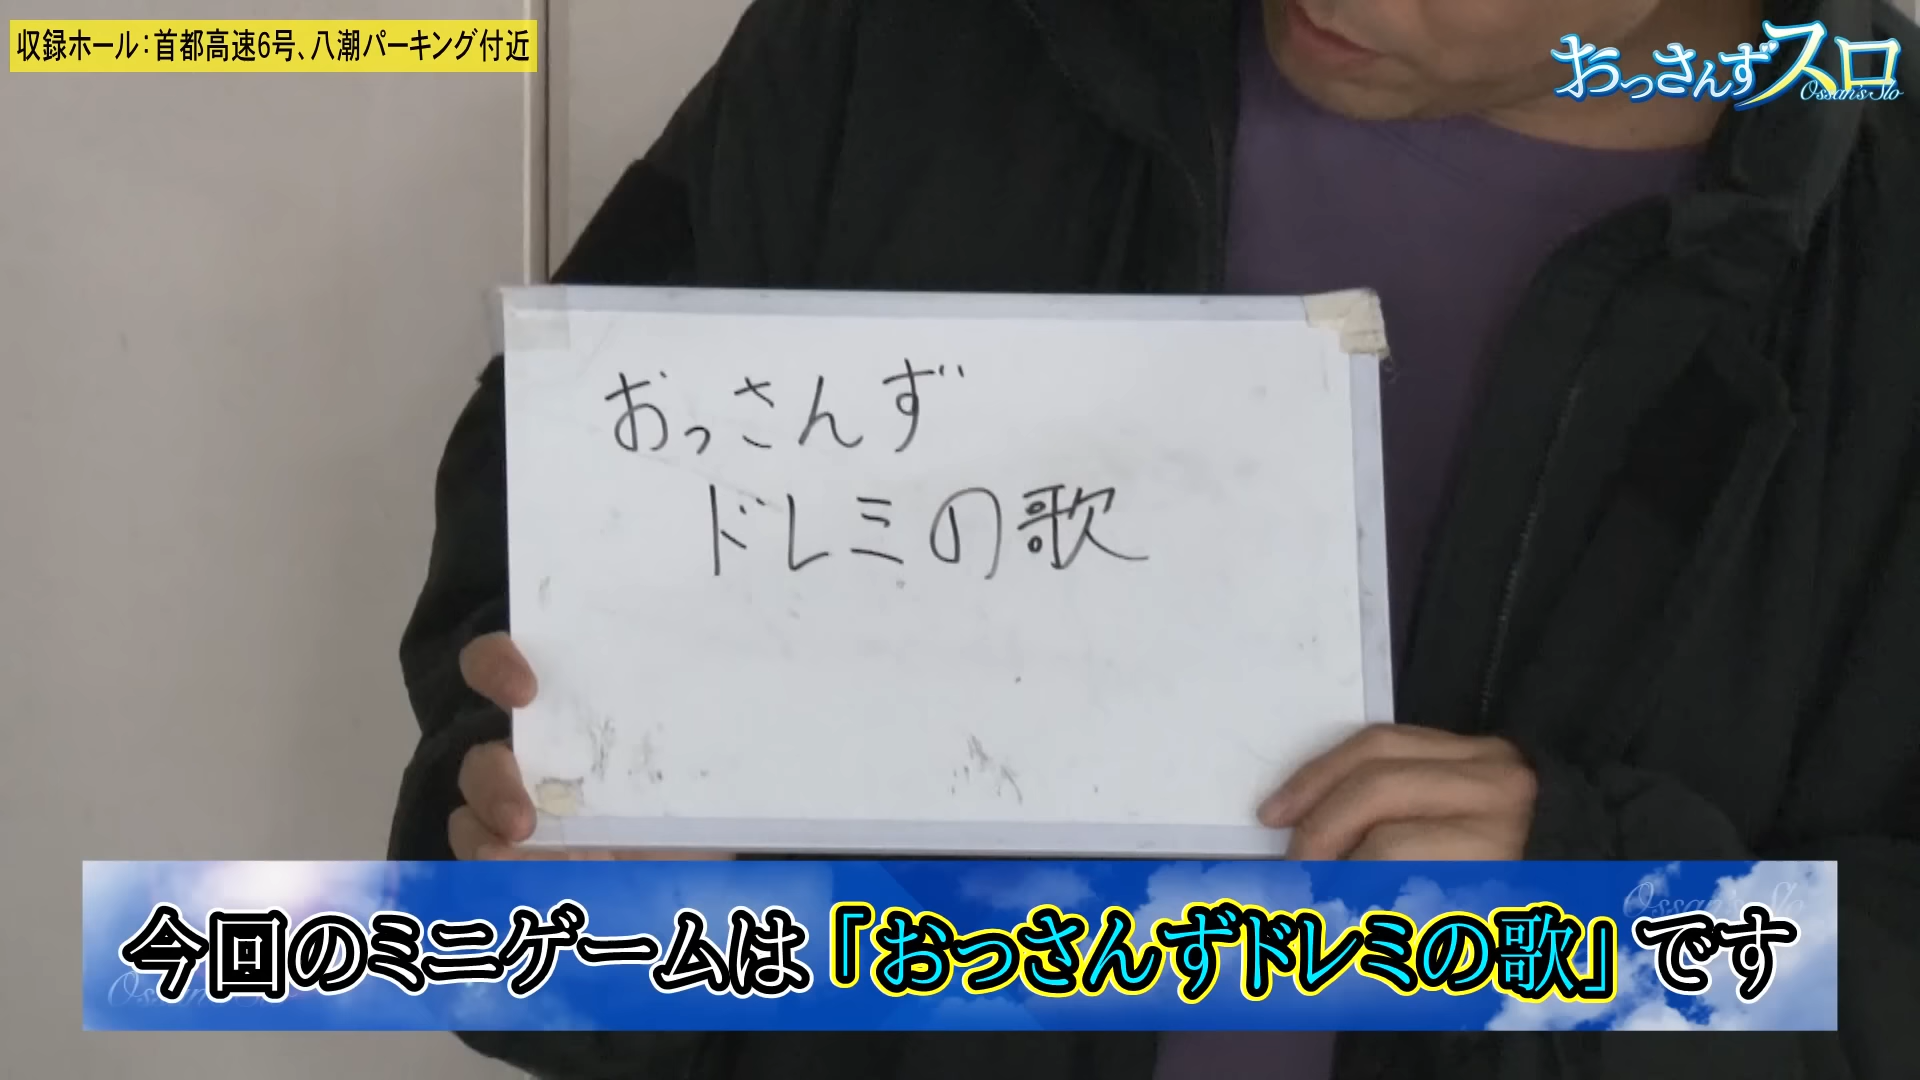 収録ホール：首都高速6号、八潮パーキング付近
おっさんずスロ
Ossan's Slo
おっさんず
ドレミの歌
Ossan's Slo
今回のミニゲームは「おっさんずドレミの歌」です